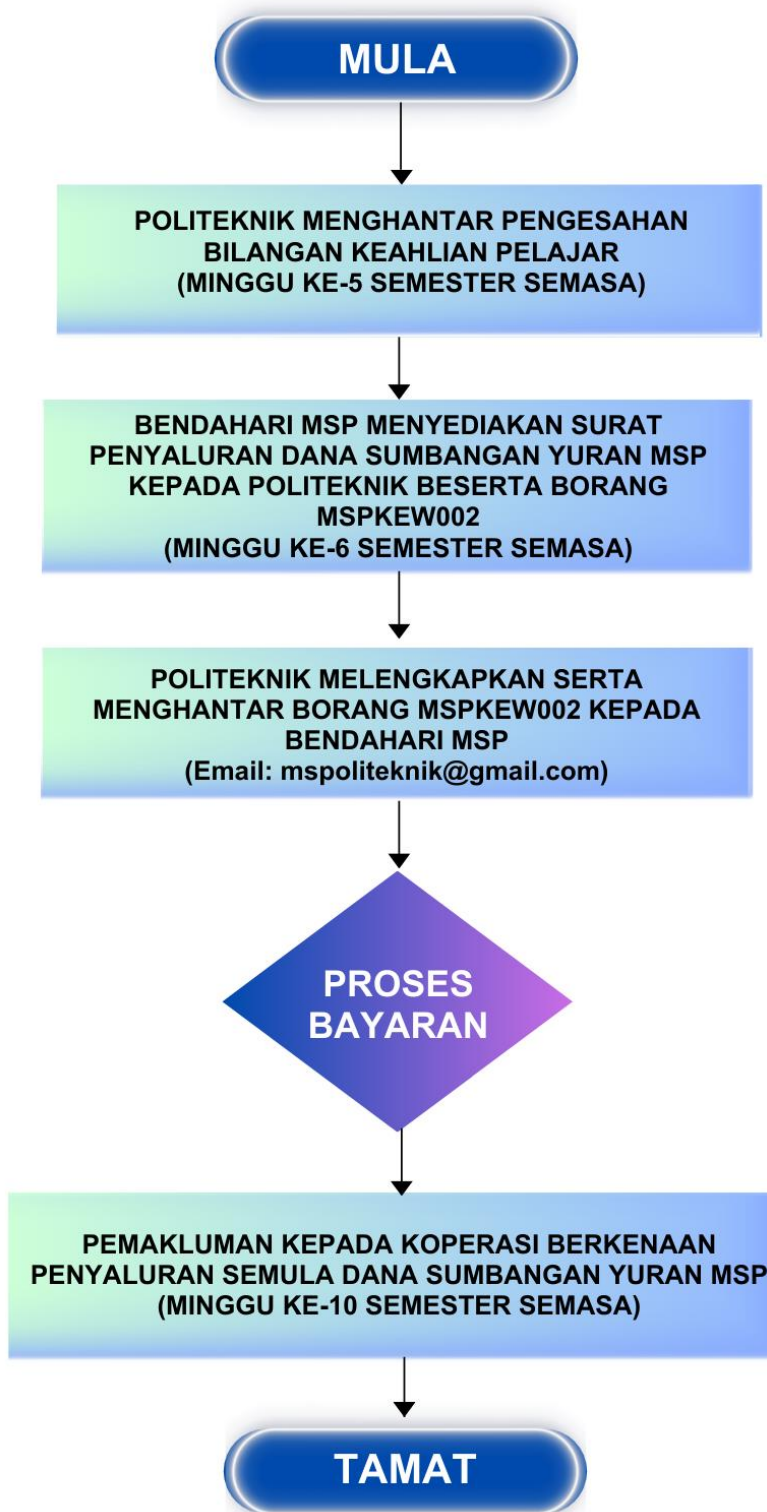 MULA
POLITEKNIK MENGHANTAR PENGESAHAN
BILANGAN KEAHLIAN PELAJAR
(MINGGU KE-5 SEMESTER SEMASA)
BENDAHARI MSP MENYEDIAKAN SURAT
PENYALURAN DANA SUMBANGAN YURAN MSP
KEPADA POLITEKNIK BESERTA BORANG
MSPKEW002
(MINGGU KE-6 SEMESTER SEMASA)
POLITEKNIK MELENGKAPKAN SERTA
MENGHANTAR BORANG MSPKEW002 KEPADA
BENDAHARI MSP
(Email: mspoliteknik@gmail.com)
PROSES
BAYARAN
PEMAKLUMAN KEPADA KOPERASI BERKENAAN
PENYALURAN SEMULA DANA SUMBANGAN YURAN MSP
(MINGGU KE-10 SEMESTER SEMASA)
TAMAT